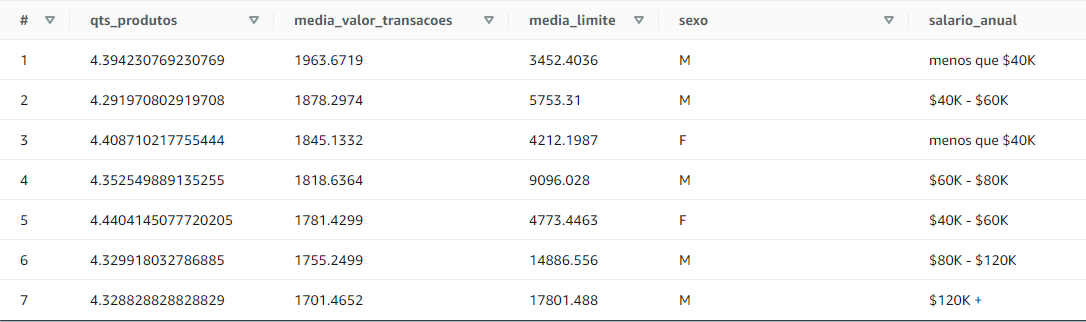 # qts_produtos media_valor_transacoes media_limite sexo salario_anual
1 4.394230769230769 1963.6719 3452.4036 M menos que $40K
2 4.291970802919708 1878.2974 5753.31 M $40K - $60K
3 4.408710217755444 1845.1332 4212.1987 F menos que $40K
4 4.352549889135255 1818.6364 9096.028 M $60K - $80K
5 4.4404145077720205 1781.4299 4773.4463 F $40K - $60K
6 4.329918032786885 1755.2499 14886.556 M $80K - $120K
7 4.328828828828829 1701.4652 17801.488 M $120K +